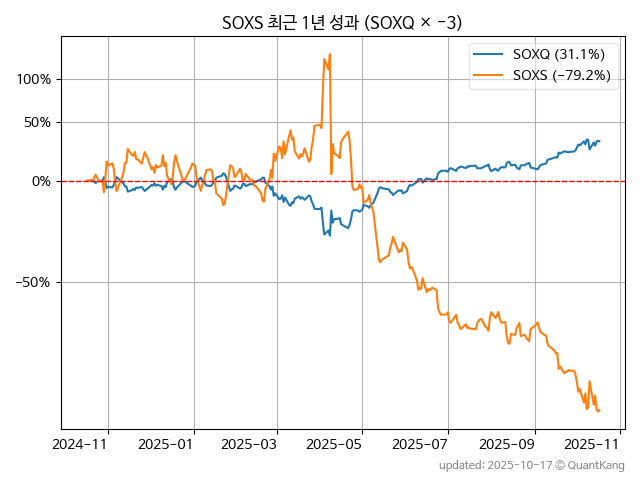 SOXS 최근 1년 성과 (SOXQ × −3)
SOXQ (31.1%)
SOXS (−79.2%)
100%
50%
0%
−50%
2024−11
2025−01
2025−03
2025−05
2025−07
2025−09
2025−11
updated: 2025-10-17 ⓒ QuantKang